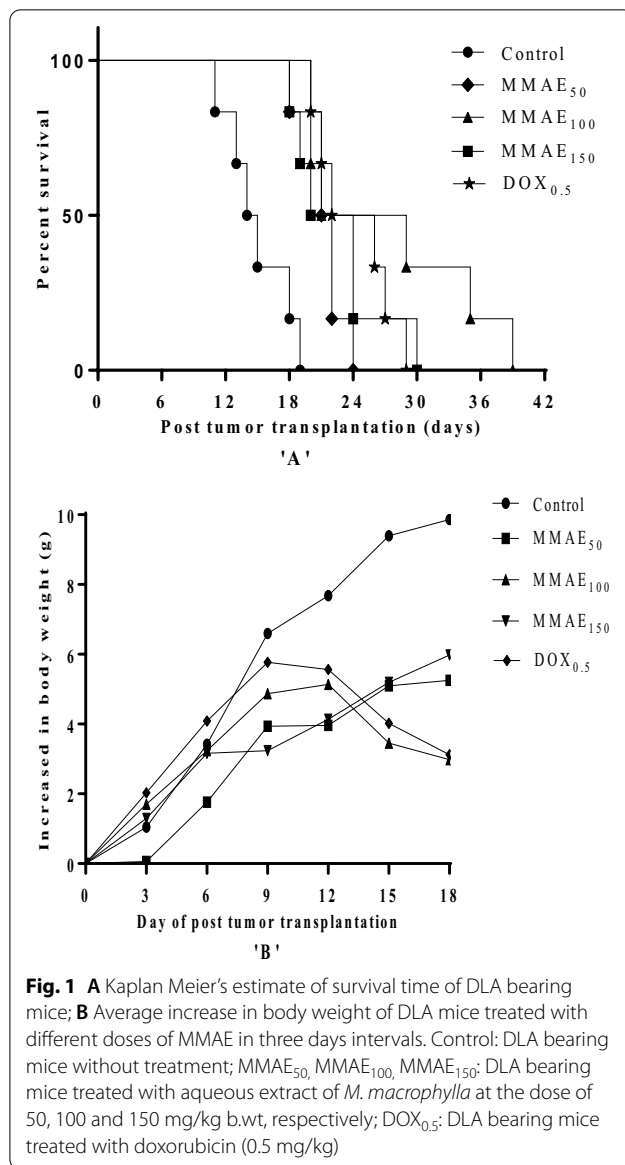 100
50
0
Percent survival
Control
MMAE50
MMAE100
MMAE150
DOX0.5
0 6 12 18 24 30 36 42
Post tumor transplantation (days)
'A'
10
8
6
4
2
0
Increased in body weight (g)
Control
MMAE50
MMAE100
MMAE150
DOX0.5
0 3 6 9 12 15 18
Day of post tumor transplantation
'B'
Fig. 1 A Kaplan Meier’s estimate of survival time of DLA bearing
mice; B Average increase in body weight of DLA mice treated with
different doses of MMAE in three days intervals. Control: DLA bearing
mice without treatment; MMAE50, MMAE100, MMAE150: DLA bearing
mice treated with aqueous extract of M. macrophylla at the dose of
50, 100 and 150 mg/kg b.wt, respectively; DOX0.5: DLA bearing mice
treated with doxorubicin (0.5 mg/kg)